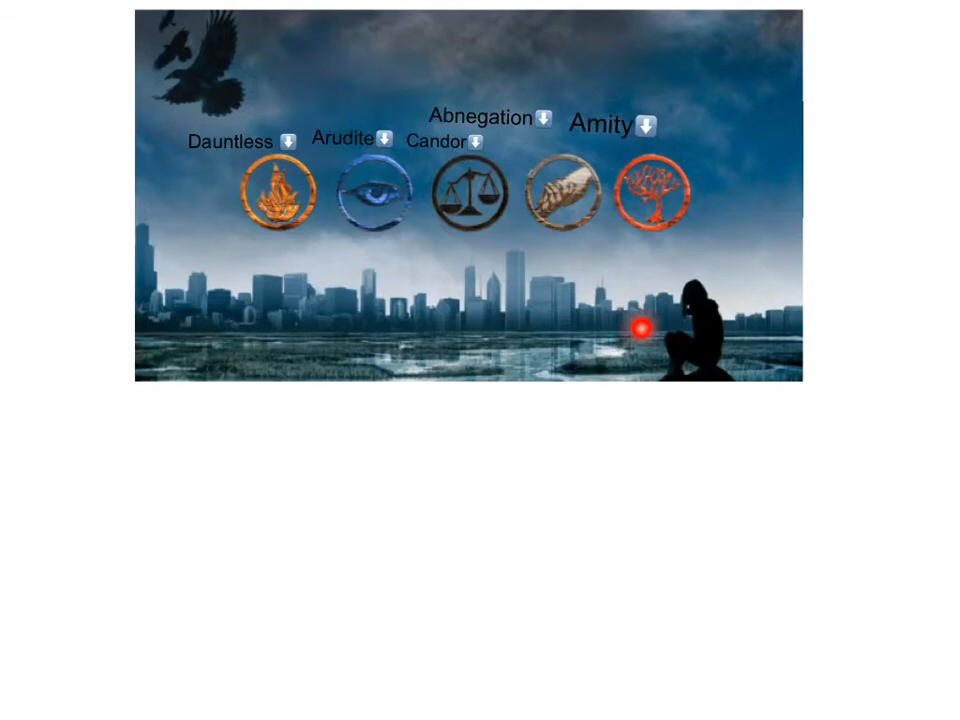 Abnegation⬇
Amity⬇
Dauntless ⬇
Arudite⬇
Candor⬇